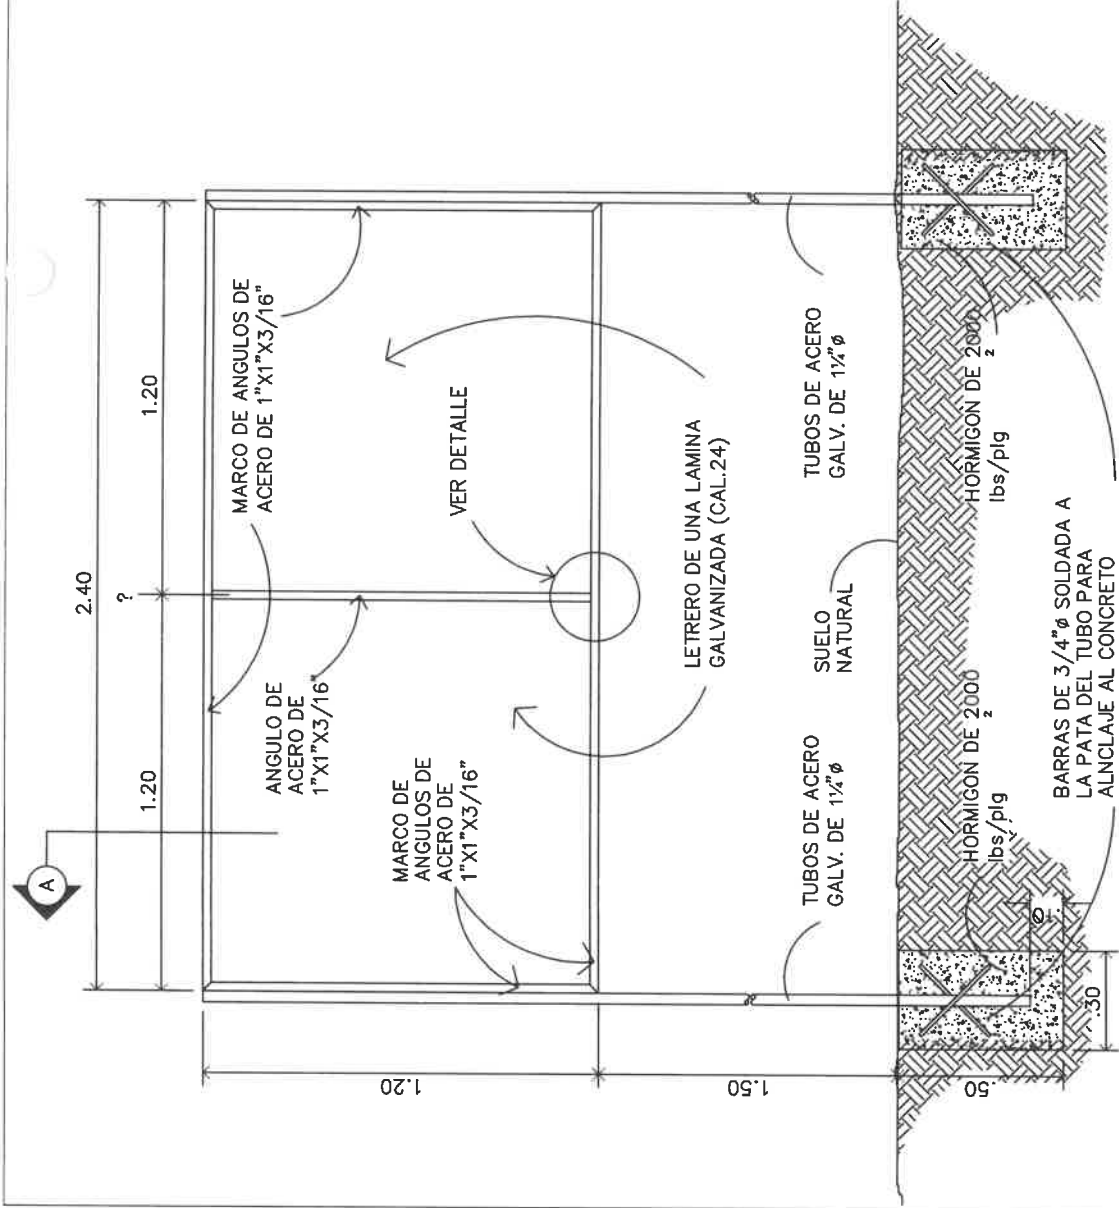 2.40
1.20
1.20
?
A
MARCO DE ANGULOS DE
ACERO DE 1"X1"X3/16"
ANGULO DE
ACERO DE
1"X1"X3/16"
VER DETALLE
MARCO DE
ANGULOS DE
ACERO DE
1"X1"X3/16"
1.20
LETRERO DE UNA LAMINA
GALVANIZADA (CAL.24)
1.50
TUBOS DE ACERO
GALV. DE 1¼"ø
SUELO
NATURAL
TUBOS DE ACERO
GALV. DE 1¼"ø
HORMIGON DE 2000
lbs/plg 2
HORMIGON DE 2000
lbs/plg 2
.50
.30
BARRAS DE 3/4"ø SOLDADA A
LA PATA DEL TUBO PARA
ALNCLAJE AL CONCRETO